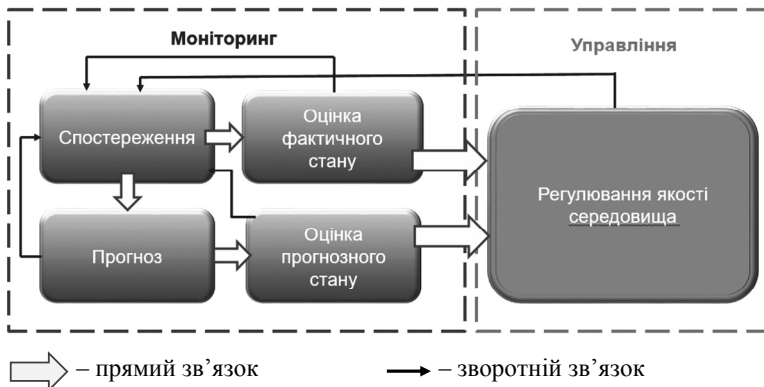 Моніторинг
Управління
Спостереження
Оцінка
фактичного
стану
Прогноз
Оцінка
прогнозного
стану
Регулювання якості
середовища
– прямий зв’язок
– зворотній зв’язок